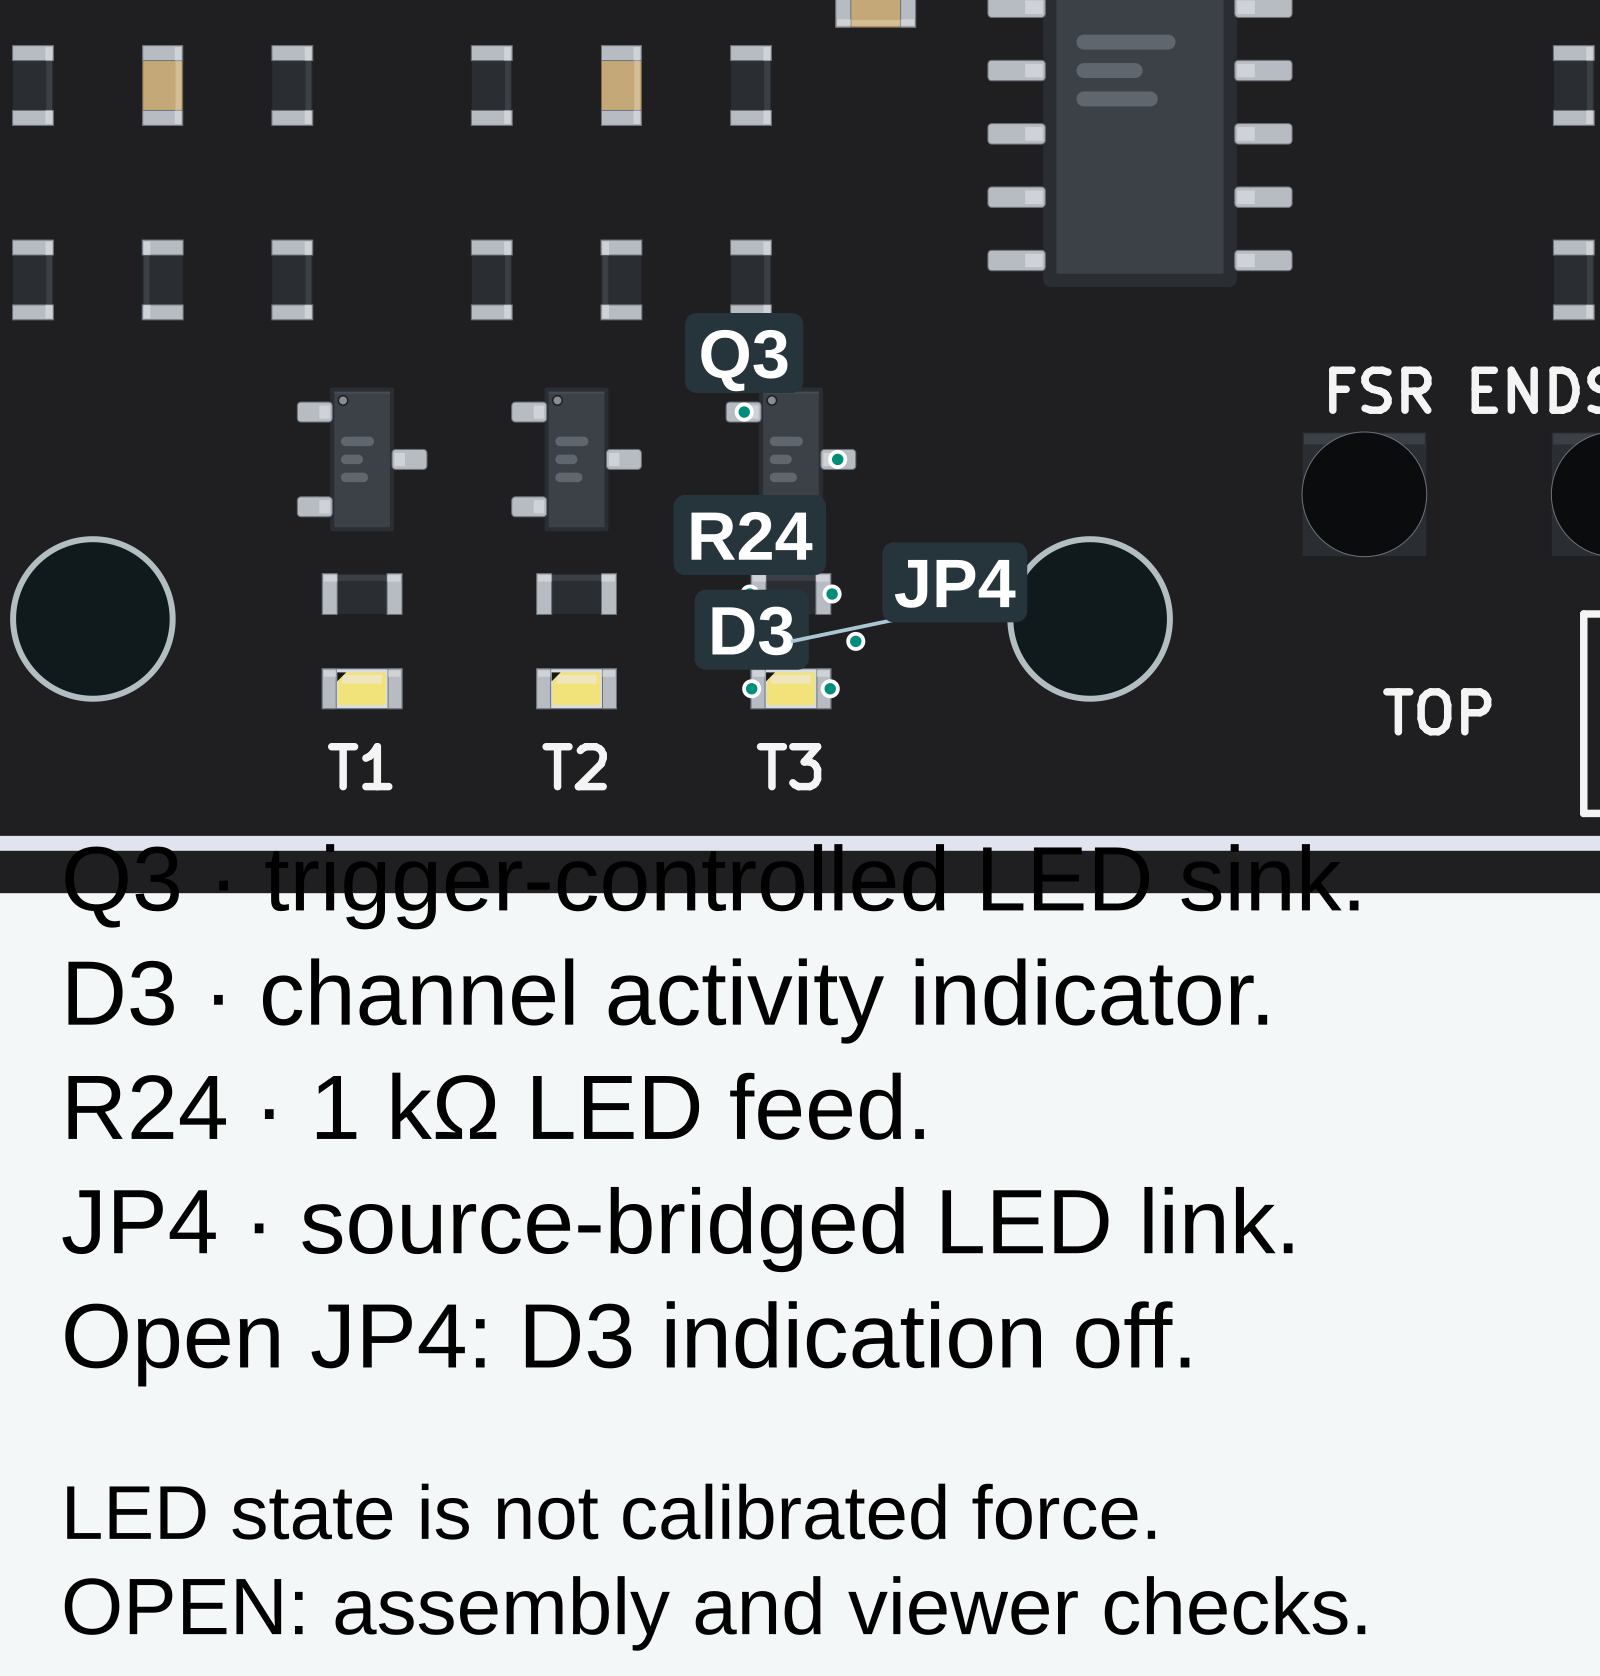 Q3
FSR ENDS
R24
JP4
D3
TOP
T1 T2 T3
Q3 · trigger-controlled LED sink.
D3 · channel activity indicator.
R24 · 1 kΩ LED feed.
JP4 · source-bridged LED link.
Open JP4: D3 indication off.
LED state is not calibrated force.
OPEN: assembly and viewer checks.